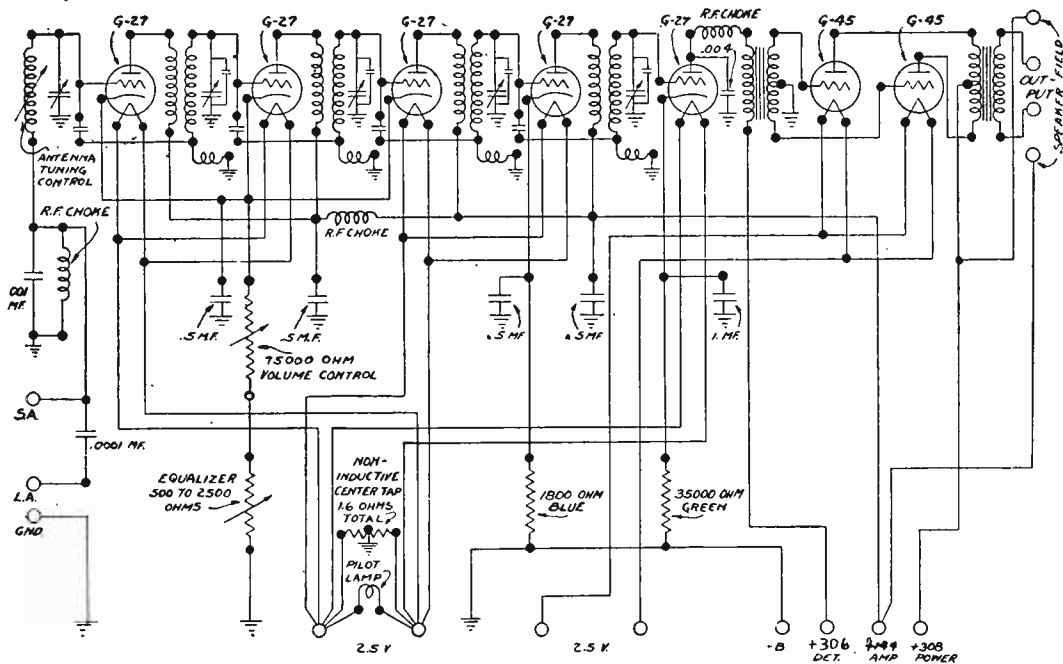 G-27
G-27
G-27
G-27
G-27
R.F. CHOKE
.004
G-45
G-45
OUT-
PUT
SPEAKER FIELD
ANTENNA
TUNING
CONTROL
R.F. CHOKE
R.F. CHOKE
.001
MF.
.5 M.F.
.5 M.F.
.5 MF
.5 MF
1. MF.
75000 OHM
VOLUME CONTROL
S.A.
.0001 MF.
L.A.
GND.
EQUALIZER
500 TO 2500
OHMS
NON-
INDUCTIVE
CENTER TAP
1.6 OHMS
TOTAL
PILOT
LAMP
1800 OHM
BLUE
35000 OHM
GREEN
2.5 V
2.5 V.
-B
+306
DET.
AMP
+308
POWER